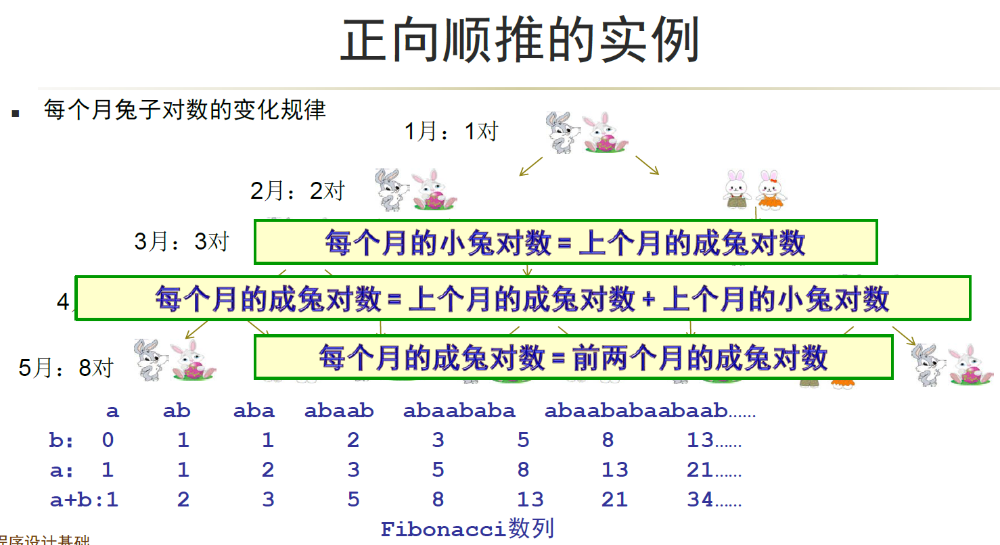 正向顺推的实例
▪ 每个月兔子对数的变化规律
1月：1对
2月：2对
3月：3对
每个月的小兔对数=上个月的成兔对数
4
每个月的成兔对数=上个月的成兔对数+上个月的小兔对数
每个月的成兔对数=前两个月的成兔对数
5月：8对
a ab aba abaab abaababa abaababaabaab……
b: 0 1 1 2 3 5 8 13……
a: 1 1 2 3 5 8 13 21……
a+b:1 2 3 5 8 13 21 34……
Fibonacci数列
程序设计基础